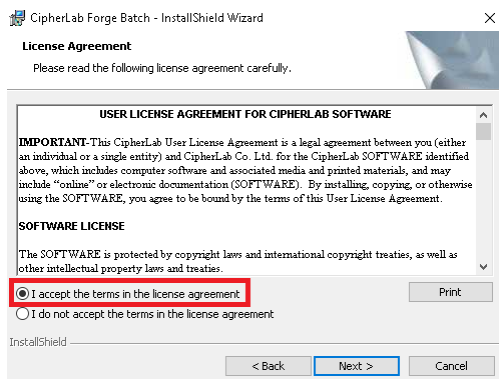 CipherLab Forge Batch - InstallShield Wizard
License Agreement
Please read the following license agreement carefully.
USER LICENSE AGREEMENT FOR CIPHERLAB SOFTWARE
IMPORTANT-This CipherLab User License Agreement is a legal agreement between you (either
an individual or a single entity) and CipherLab Co. Ltd. for the CipherLab SOFTWARE identified
above, which includes computer software and associated media and printed materials, and may
include “online” or electronic documentation (SOFTWARE). By installing, copying, or otherwise
using the SOFTWARE, you agree to be bound by the terms of this User License Agreement.
SOFTWARE LICENSE
The SOFTWARE is protected by copyright laws and international copyright treaties, as well as
other intellectual property laws and treaties.
I accept the terms in the license agreement
Print
I do not accept the terms in the license agreement
InstallShield
< Back Next > Cancel